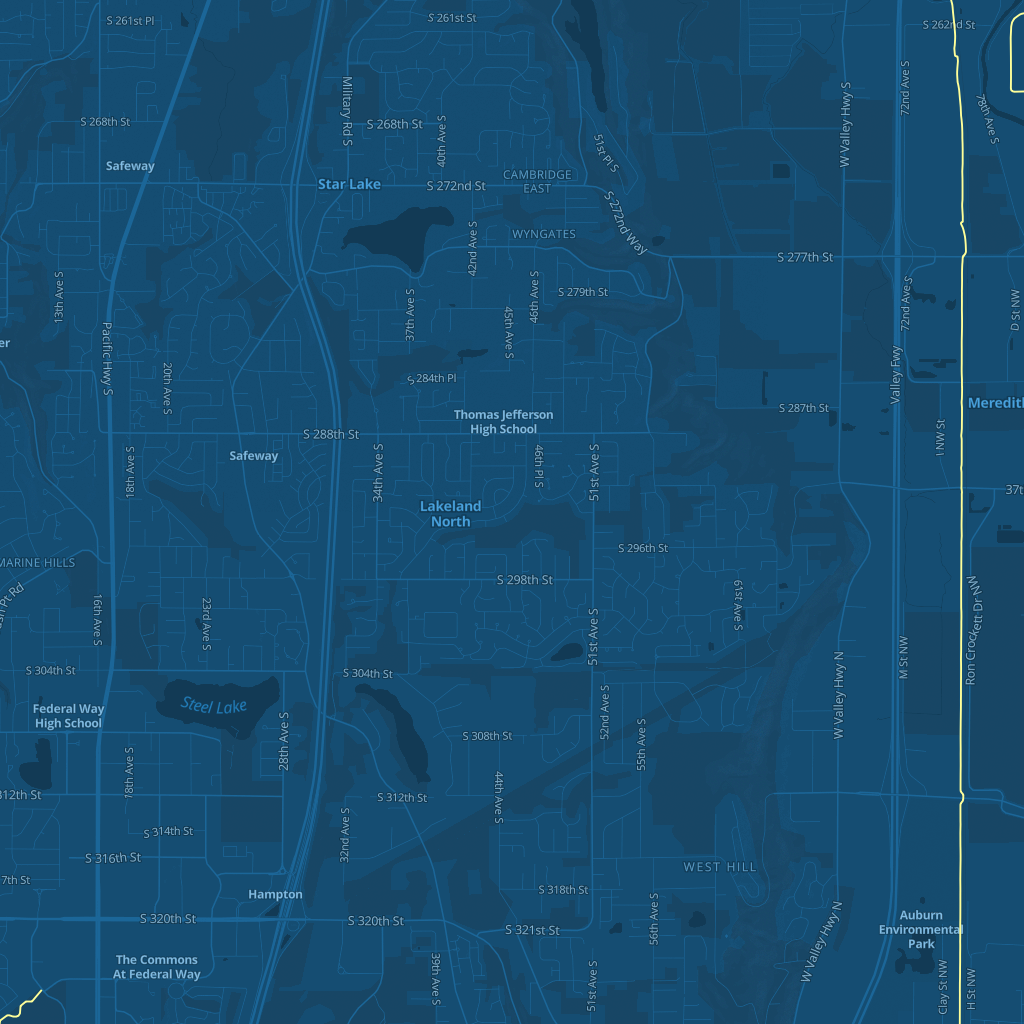 S 261st Pl
S 261st St
S 262nd St
Military Rd S
W Valley Hwy S
72nd Ave S
78th Ave S
S 268th St
S 268th St
40th Ave S
51st Pl S
Safeway
Star Lake
S 272nd St
CAMBRIDGE
EAST
S 272nd Way
42nd Ave S
WYNGATES
S 277th St
13th Ave S
37th Ave S
46th Ave S
S 279th St
72nd Ave S
D St NW
Pacific Hwy S
45th Ave S
er
20th Ave S
S 284th Pl
Valley Fwy
Thomas Jefferson
High School
S 287th St
Meredith
S 288th St
I NW St
Safeway
18th Ave S
34th Ave S
46th Pl S
51st Ave S
37t
Lakeland
North
S 296th St
MARINE HILLS
S 298th St
16th Ave S
23rd Ave S
51st Ave S
61st Ave S
Ron Crockett Dr NW
M St NW
S 304th St
S 304th St
W Valley Hwy N
Federal Way
High School
Steel Lake
28th Ave S
52nd Ave S
55th Ave S
S 308th St
18th Ave S
312th St
S 312th St
44th Ave S
S 314th St
32nd Ave S
S 316th St
WEST HILL
7th St
Hampton
S 318th St
S 320th St
S 320th St
S 321st St
56th Ave S
W Valley Hwy N
Auburn
Environmental
Park
The Commons
At Federal Way
39th Ave S
51st Ave S
Clay St NW
H St NW